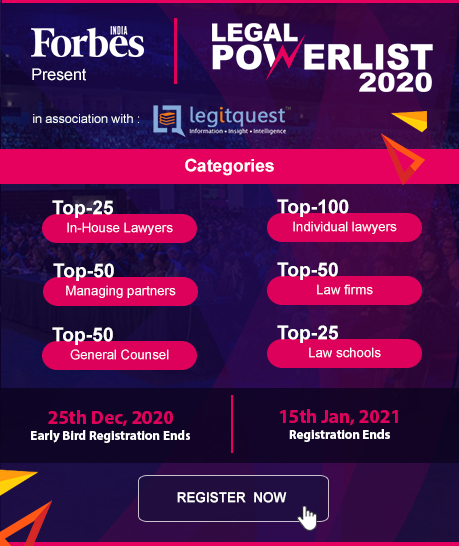 INDIA
Forbes
Present
LEGAL
POWERLIST
2020
in association with :
LQ legitquest™
Information • Insight • Intelligence
Categories
Top-25
In-House Lawyers
Top-100
Individual lawyers
Top-50
Managing partners
Top-50
Law firms
Top-50
General Counsel
Top-25
Law schools
25th Dec, 2020
Early Bird Registration Ends
15th Jan, 2021
Registration Ends
REGISTER NOW